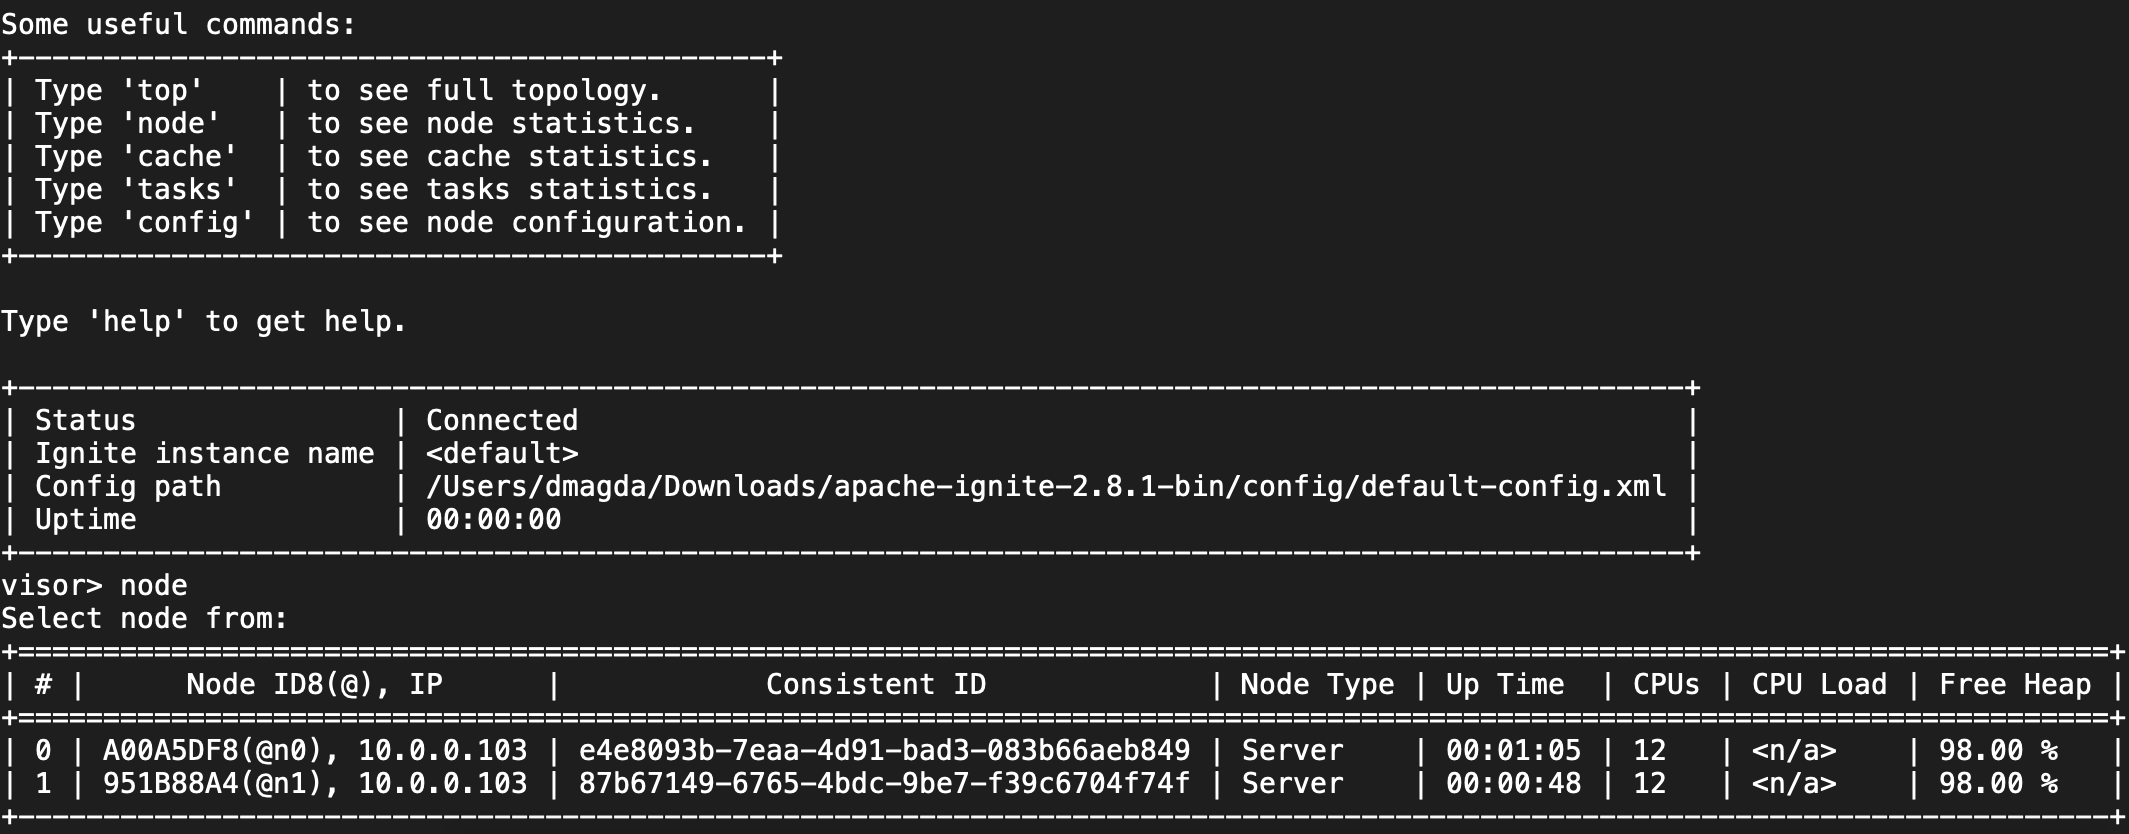 Some useful commands:
+--------------------------------------------+
| Type 'top'    | to see full topology.      |
| Type 'node'   | to see node statistics.    |
| Type 'cache'  | to see cache statistics.   |
| Type 'tasks'  | to see tasks statistics.   |
| Type 'config' | to see node configuration. |
+--------------------------------------------+

Type 'help' to get help.

+--------------------------------------------------------------------------------------------------+
| Status               | Connected                                                                 |
| Ignite instance name | <default>                                                                 |
| Config path          | /Users/dmagda/Downloads/apache-ignite-2.8.1-bin/config/default-config.xml |
| Uptime               | 00:00:00                                                                  |
+--------------------------------------------------------------------------------------------------+
visor> node
Select node from:
+===========================================================================================================================+
| # |      Node ID8(@), IP      |            Consistent ID             | Node Type | Up Time  | CPUs | CPU Load | Free Heap |
+===========================================================================================================================+
| 0 | A00A5DF8(@n0), 10.0.0.103 | e4e8093b-7eaa-4d91-bad3-083b66aeb849 | Server    | 00:01:05 | 12   | <n/a>    | 98.00 %   |
| 1 | 951B88A4(@n1), 10.0.0.103 | 87b67149-6765-4bdc-9be7-f39c6704f74f | Server    | 00:00:48 | 12   | <n/a>    | 98.00 %   |
+---------------------------------------------------------------------------------------------------------------------------+